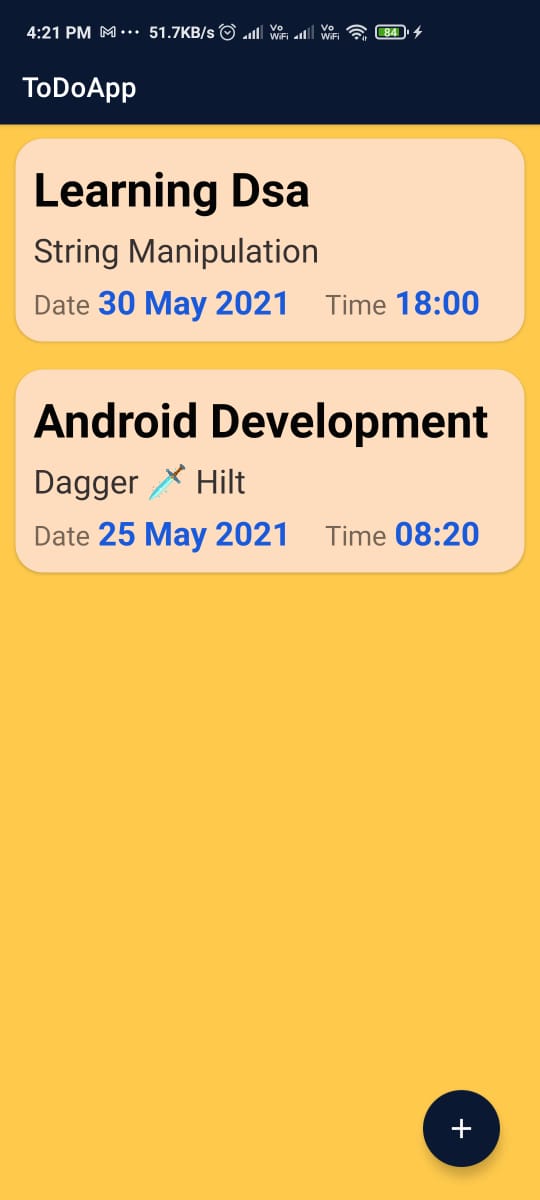 4:21 PM ··· 51.7KB/s Vo WiFi Vo WiFi 84
ToDoApp
Learning Dsa
String Manipulation
Date 30 May 2021 Time 18:00
Android Development
Dagger 🗡️ Hilt
Date 25 May 2021 Time 08:20
+